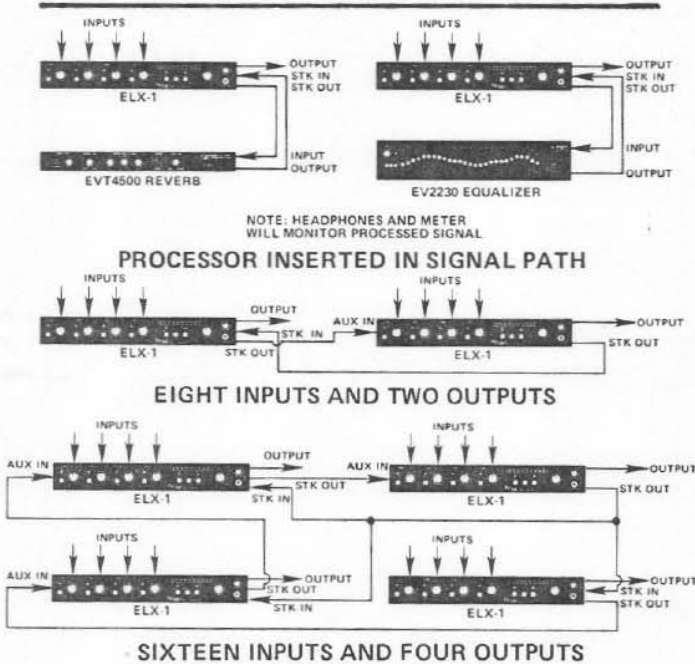 INPUTS
OUTPUT
STK IN
STK OUT
ELX-1
INPUT
OUTPUT
EVT4500 REVERB
INPUTS
OUTPUT
STK IN
STK OUT
ELX-1
INPUT
OUTPUT
EV2230 EQUALIZER
NOTE: HEADPHONES AND METER
WILL MONITOR PROCESSED SIGNAL
PROCESSOR INSERTED IN SIGNAL PATH
INPUTS
OUTPUT
STK IN
STK OUT
ELX-1
INPUTS
AUX IN
OUTPUT
STK OUT
ELX-1
EIGHT INPUTS AND TWO OUTPUTS
INPUTS
AUX IN
OUTPUT
STK OUT
STK IN
ELX-1
INPUTS
AUX IN
OUTPUT
STK OUT
ELX-1
INPUTS
AUX IN
OUTPUT
STK OUT
STK IN
ELX-1
INPUTS
OUTPUT
STK IN
STK OUT
ELX-1
SIXTEEN INPUTS AND FOUR OUTPUTS